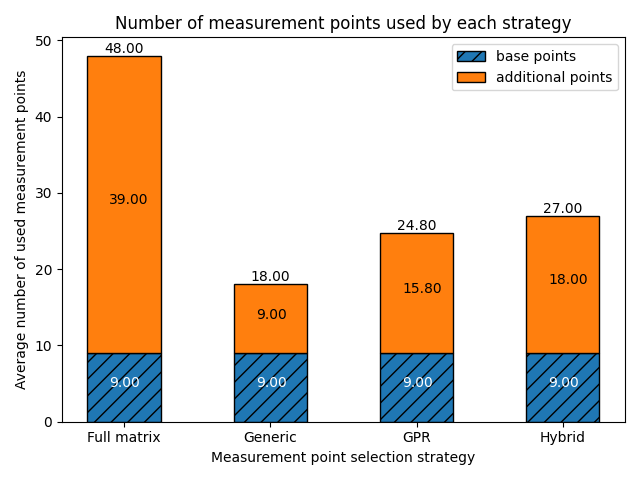 Number of measurement points used by each strategy
Average number of used measurement points
50
40
30
20
10
0
base points
additional points
48.00
39.00
9.00
18.00
9.00
9.00
24.80
15.80
9.00
27.00
18.00
9.00
Full matrix
Generic
GPR
Hybrid
Measurement point selection strategy